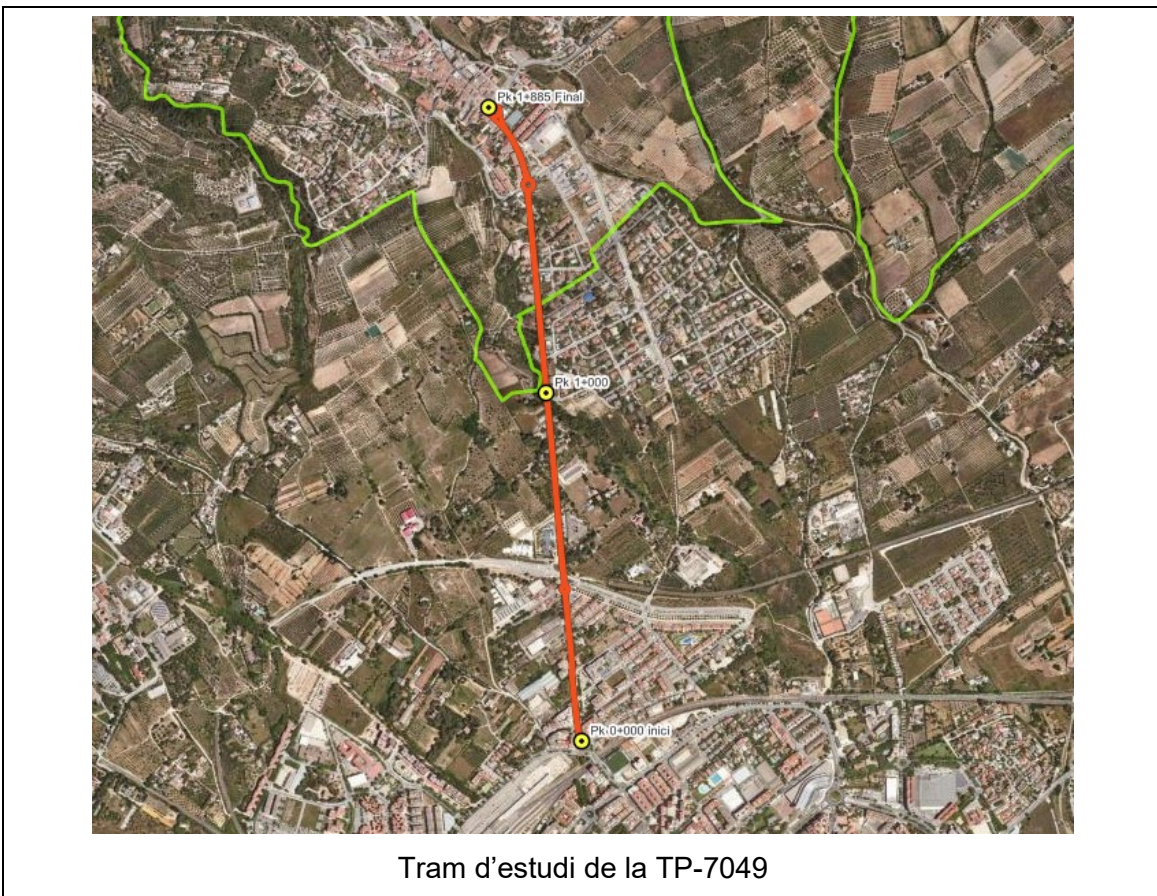 Pk 1+885 Final
Pk 1+000
Pk 0+000 inici
Tram d'estudi de la TP-7049